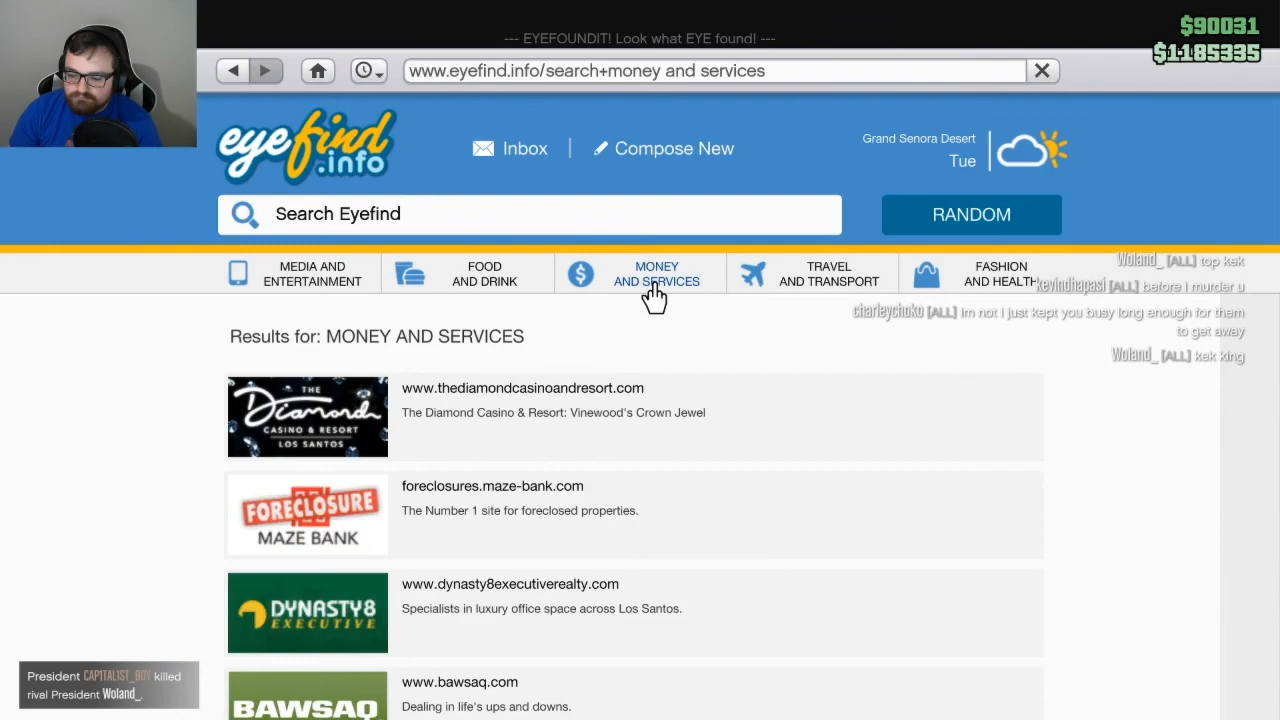 --- EYEFOUNDIT! Look what EYE found! ---
$90031
$1185335
www.eyefind.info/search+money and services
eyefind
.info
Inbox
Compose New
Grand Senora Desert
Tue
Search Eyefind
RANDOM
MEDIA AND
ENTERTAINMENT
FOOD
AND DRINK
MONEY
AND SERVICES
TRAVEL
AND TRANSPORT
FASHION
AND HEALTH
Woland_ [ALL] top kek
kevindhapasi [ALL] before I murder u
charleychoko [ALL] im not I just kept you busy long enough for them
to get away
Woland_ [ALL] kek king
Results for: MONEY AND SERVICES
THE
Diamond
CASINO & RESORT
LOS SANTOS
www.thediamondcasinoandresort.com
The Diamond Casino & Resort: Vinewood's Crown Jewel
FORECLOSURE
MAZE BANK
foreclosures.maze-bank.com
The Number 1 site for foreclosed properties.
DYNASTY8
EXECUTIVE
www.dynasty8executiverealty.com
Specialists in luxury office space across Los Santos.
BAWSAQ
www.bawsaq.com
Dealing in life's ups and downs.
President CAP1TALIST_BOY killed
rival President Woland_.